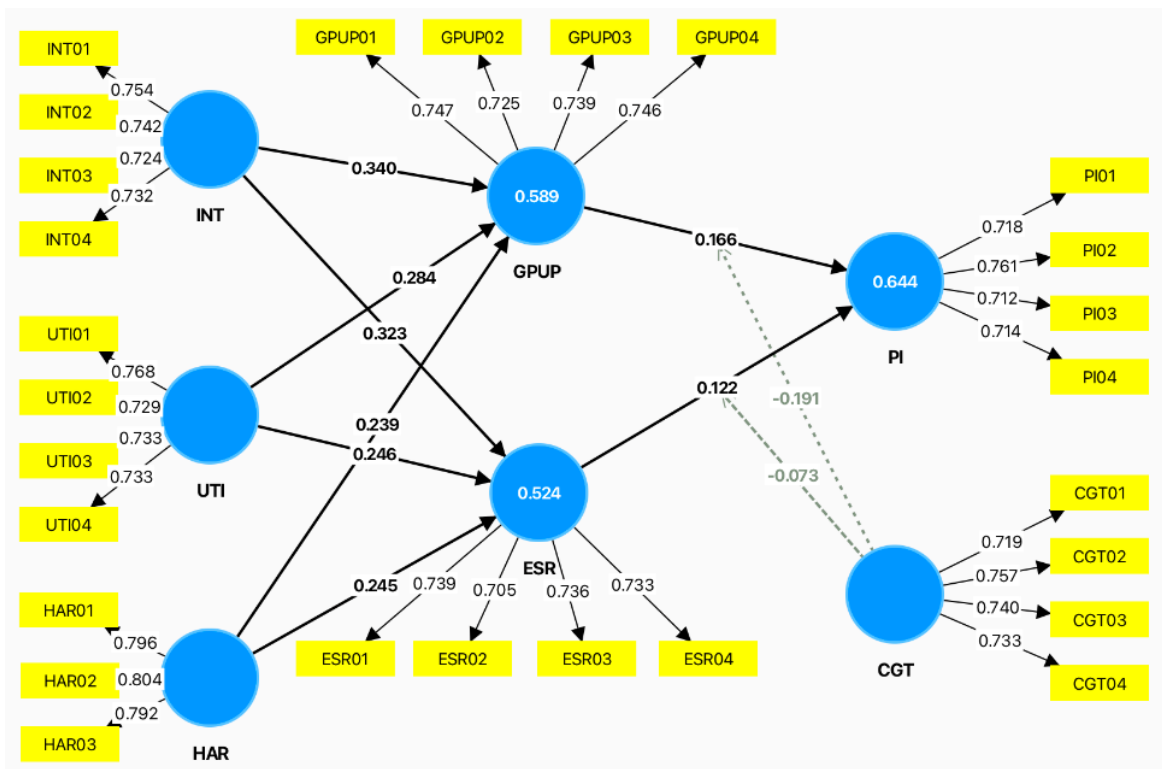 GPUP01 GPUP02 GPUP03 GPUP04
0.747 0.725 0.739 0.746
INT01
INT02
INT03
INT04
0.754
0.742
0.724
0.732
INT
0.340
0.589
GPUP
0.284
0.323
0.239
0.246
UTI01
UTI02
UTI03
UTI04
0.768
0.729
0.733
0.733
UTI
0.524
ESR
0.245
HAR01
HAR02
HAR03
0.796
0.804
0.792
HAR
0.739 0.705 0.736 0.733
ESR01 ESR02 ESR03 ESR04
0.166
0.122
-0.191
-0.073
0.644
PI
0.718
0.761
0.712
0.714
PI01
PI02
PI03
PI04
CGT
0.719
0.757
0.740
0.733
CGT01
CGT02
CGT03
CGT04